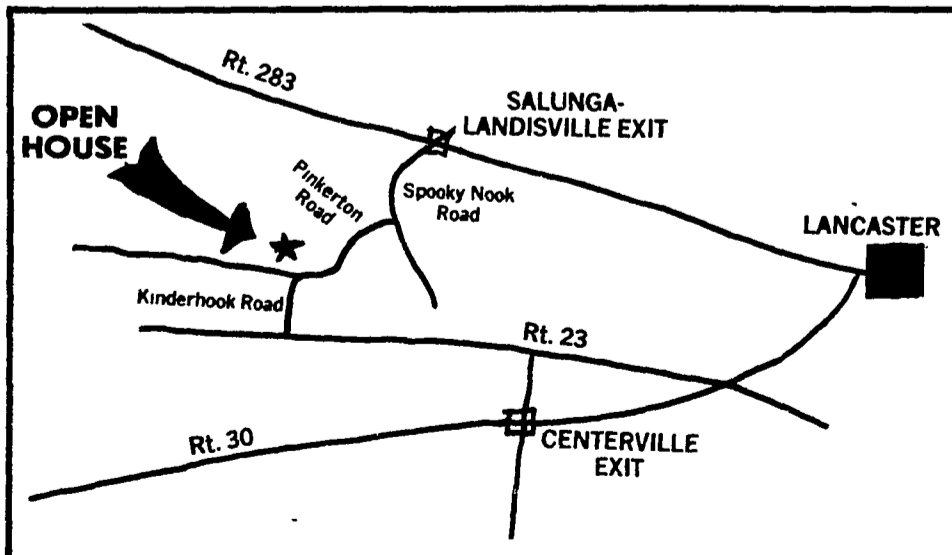 Rt. 283
SALUNGA-
LANDISVILLE EXIT
OPEN
HOUSE
Pinkerton
Road
Spooky Nook
Road
LANCASTER
Kinderhook Road
Rt. 23
Rt. 30
CENTERVILLE
EXIT